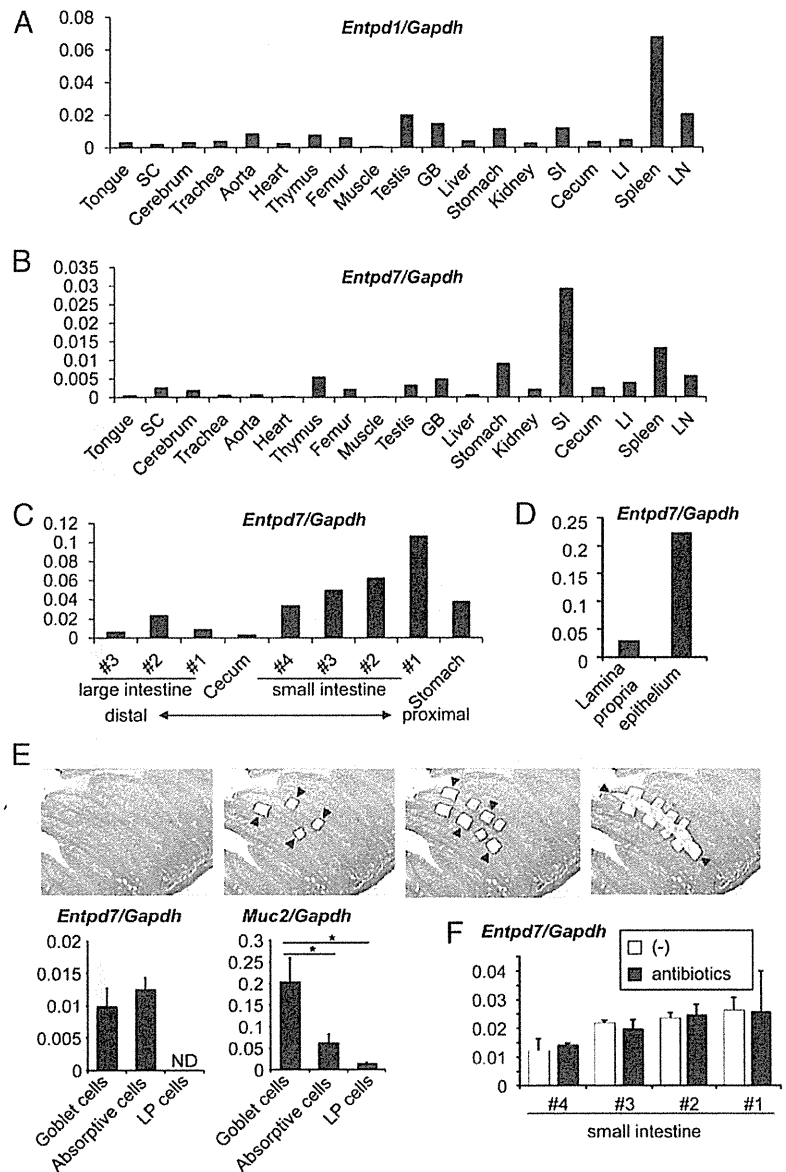 A
Entpd1/Gapdh
0.08
0.06
0.04
0.02
0
Tongue
SC
Cerebrum
Trachea
Aorta
Heart
Thymus
Femur
Muscle
Testis
GB
Liver
Stomach
Kidney
SI
Cecum
LI
Spleen
LN
B
Entpd7/Gapdh
0.035
0.03
0.025
0.02
0.015
0.01
0.005
0
Tongue
SC
Cerebrum
Trachea
Aorta
Heart
Thymus
Femur
Muscle
Testis
GB
Liver
Stomach
Kidney
SI
Cecum
LI
Spleen
LN
C
Entpd7/Gapdh
0.12
0.1
0.08
0.06
0.04
0.02
0
#3
#2
#1
Cecum
#4
#3
#2
#1
Stomach
large intestine
small intestine
distal
proximal
D
Entpd7/Gapdh
0.25
0.2
0.15
0.1
0.05
0
Lamina
propria
epithelium
E
Entpd7/Gapdh
0.02
0.015
0.01
0.005
0
ND
Goblet cells
Absorptive cells
LP cells
Muc2/Gapdh
0.3
0.25
0.2
0.15
0.1
0.05
0
*
*
Goblet cells
Absorptive cells
LP cells
F
Entpd7/Gapdh
(-)
antibiotics
0.04
0.03
0.02
0.01
0
#4
#3
#2
#1
small intestine